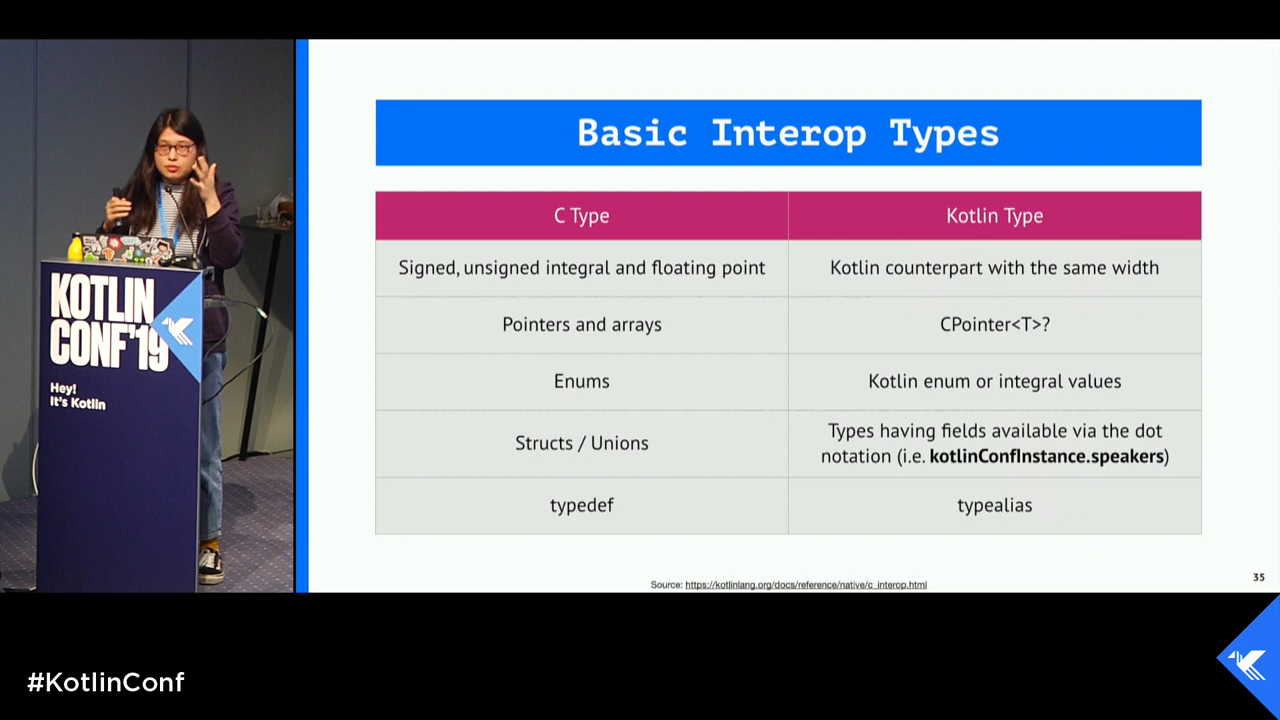 Basic Interop Types
C Type
Kotlin Type
Signed, unsigned integral and floating point
Kotlin counterpart with the same width
Pointers and arrays
CPointer<T>?
Enums
Kotlin enum or integral values
Structs / Unions
Types having fields available via the dot
notation (i.e. kotlinConfInstance.speakers)
typedef
typealias
Source: https://kotlinlang.org/docs/reference/native/c_interop.html
35
KOTLIN
CONF'19
Hey!
It's Kotlin
#KotlinConf